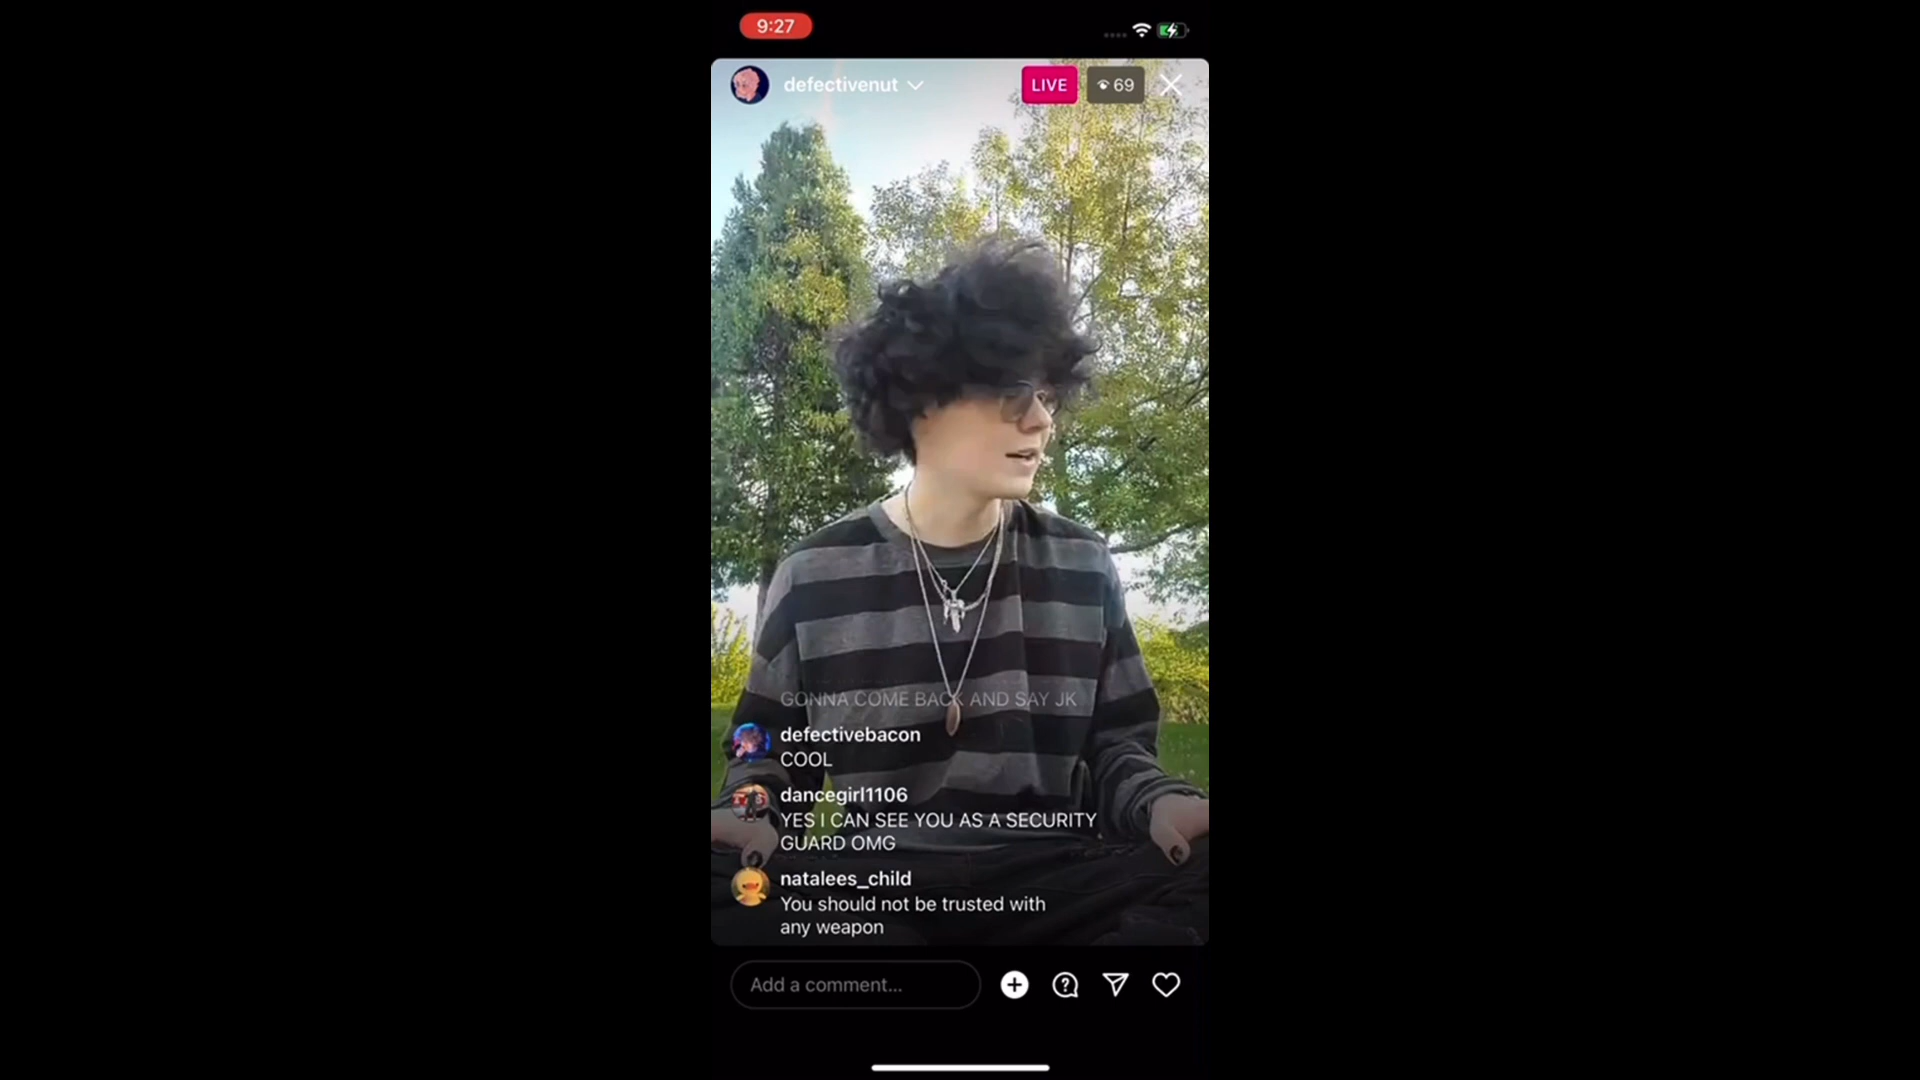 9:27
defectivenut
LIVE
69
GONNA COME BACK AND SAY JK
defectivebacon
COOL
dancegirl1106
YES I CAN SEE YOU AS A SECURITY
GUARD OMG
natalees_child
You should not be trusted with
any weapon
Add a comment...